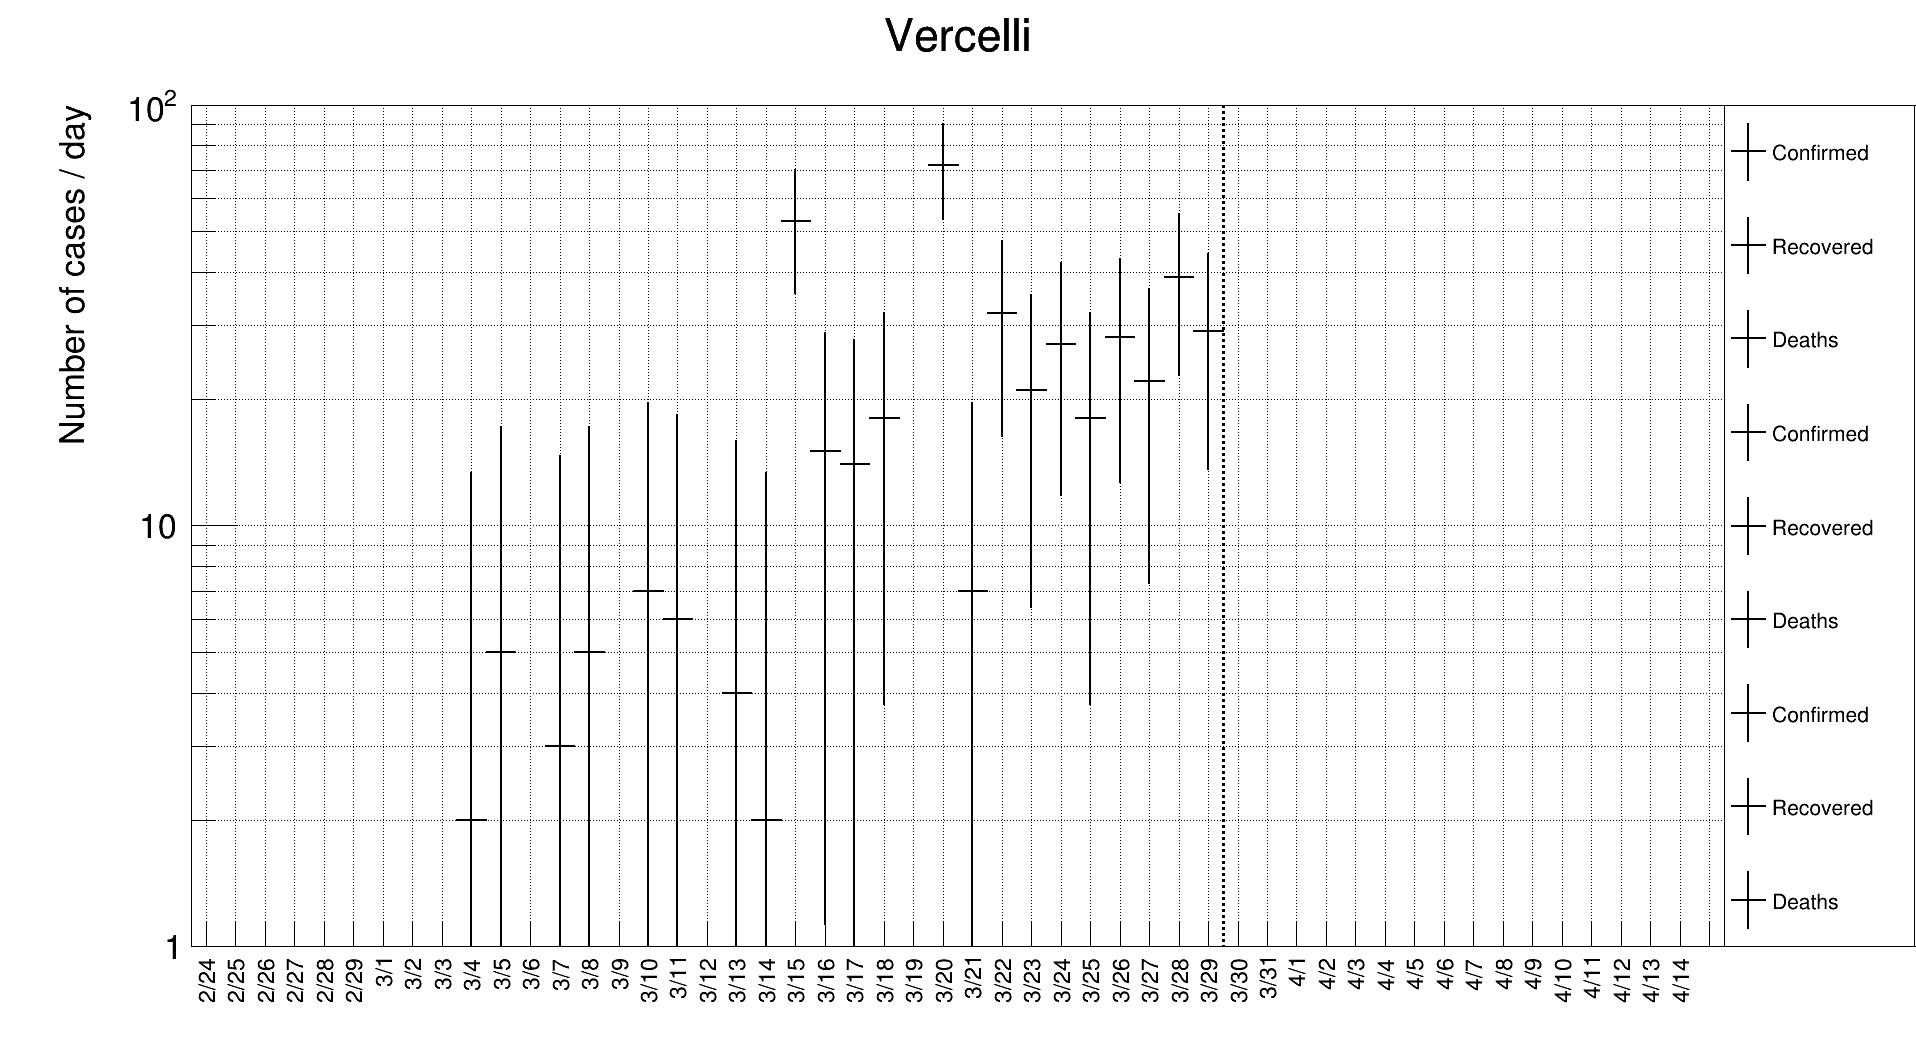 Vercelli
Number of cases / day
10²
10
1
2/24 2/25 2/26 2/27 2/28 2/29 3/1 3/2 3/3 3/4 3/5 3/6 3/7 3/8 3/9 3/10 3/11 3/12 3/13 3/14 3/15 3/16 3/17 3/18 3/19 3/20 3/21 3/22 3/23 3/24 3/25 3/26 3/27 3/28 3/29 3/30 3/31 4/1 4/2 4/3 4/4 4/5 4/6 4/7 4/8 4/9 4/10 4/11 4/12 4/13 4/14
Confirmed
Recovered
Deaths
Confirmed
Recovered
Deaths
Confirmed
Recovered
Deaths